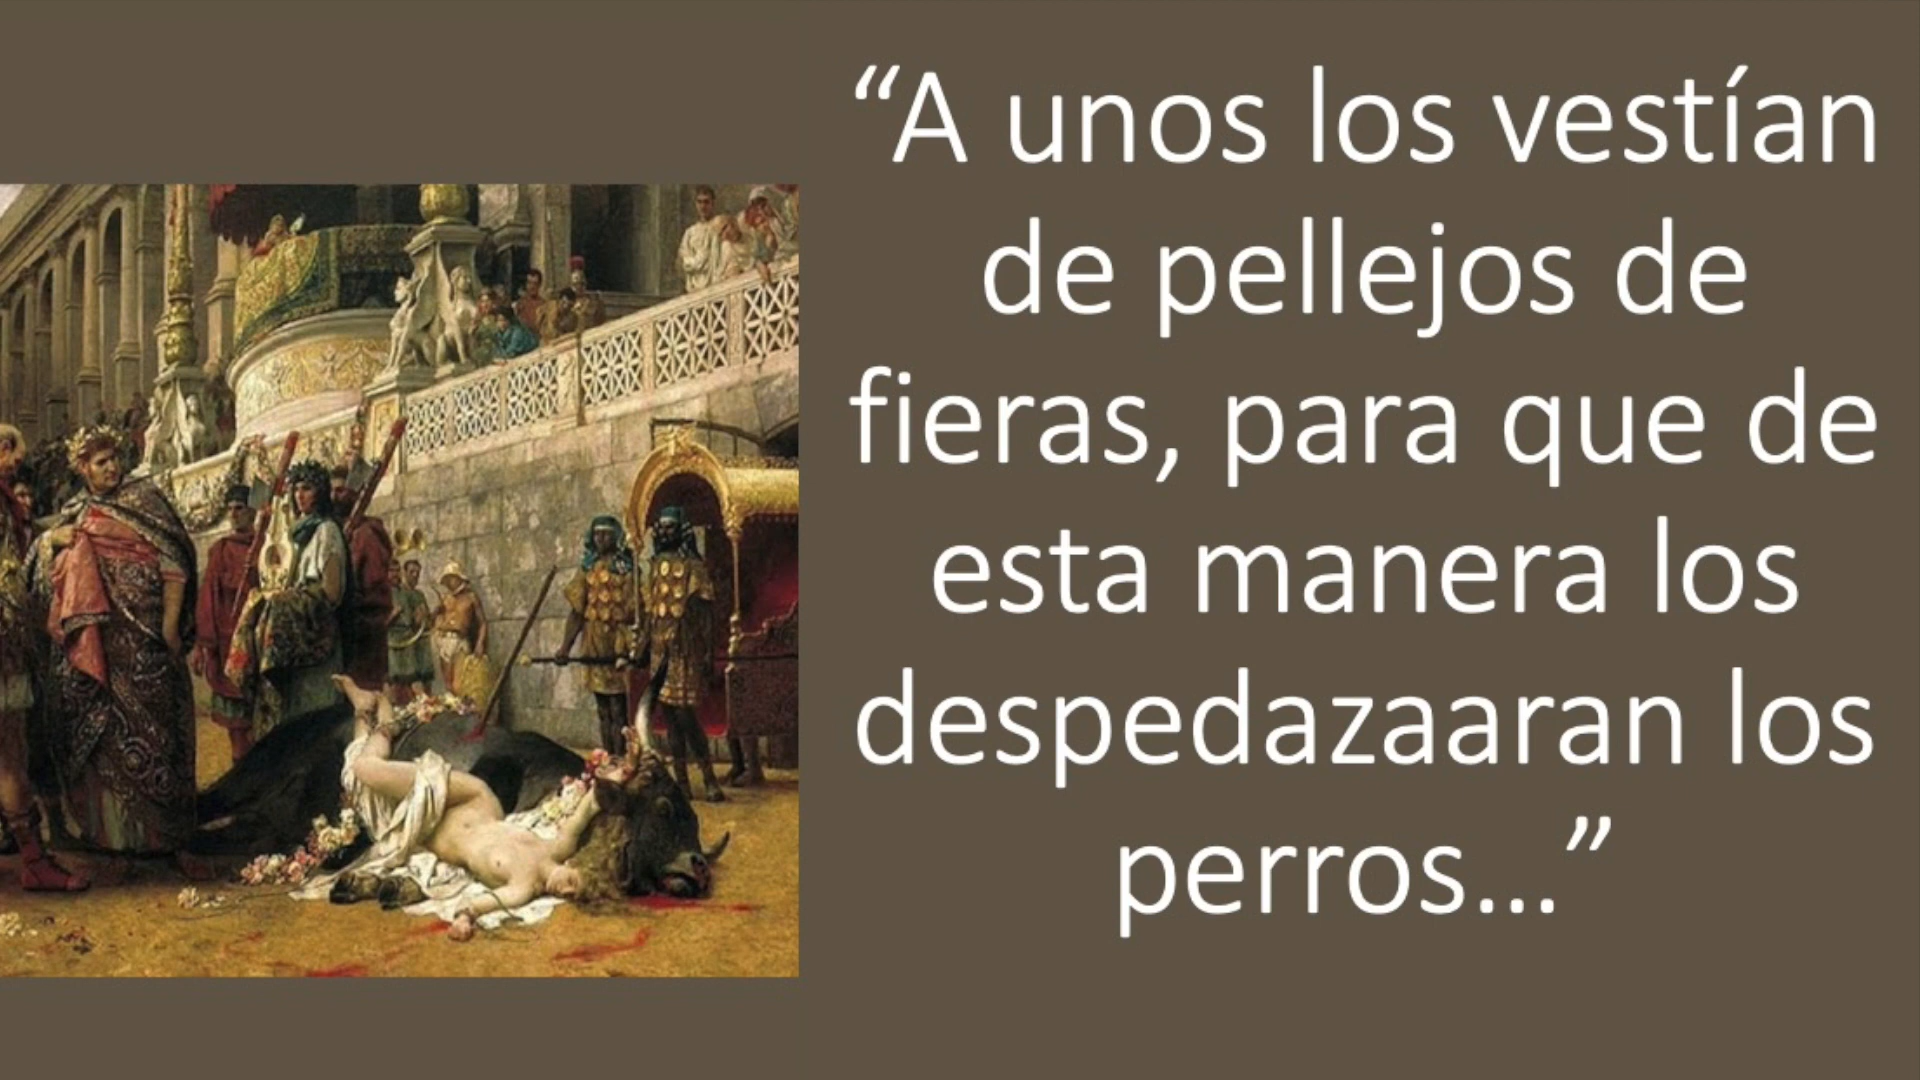 “A unos los vestían
de pellejos de
fieras, para que de
esta manera los
despedazaaran los
perros...”